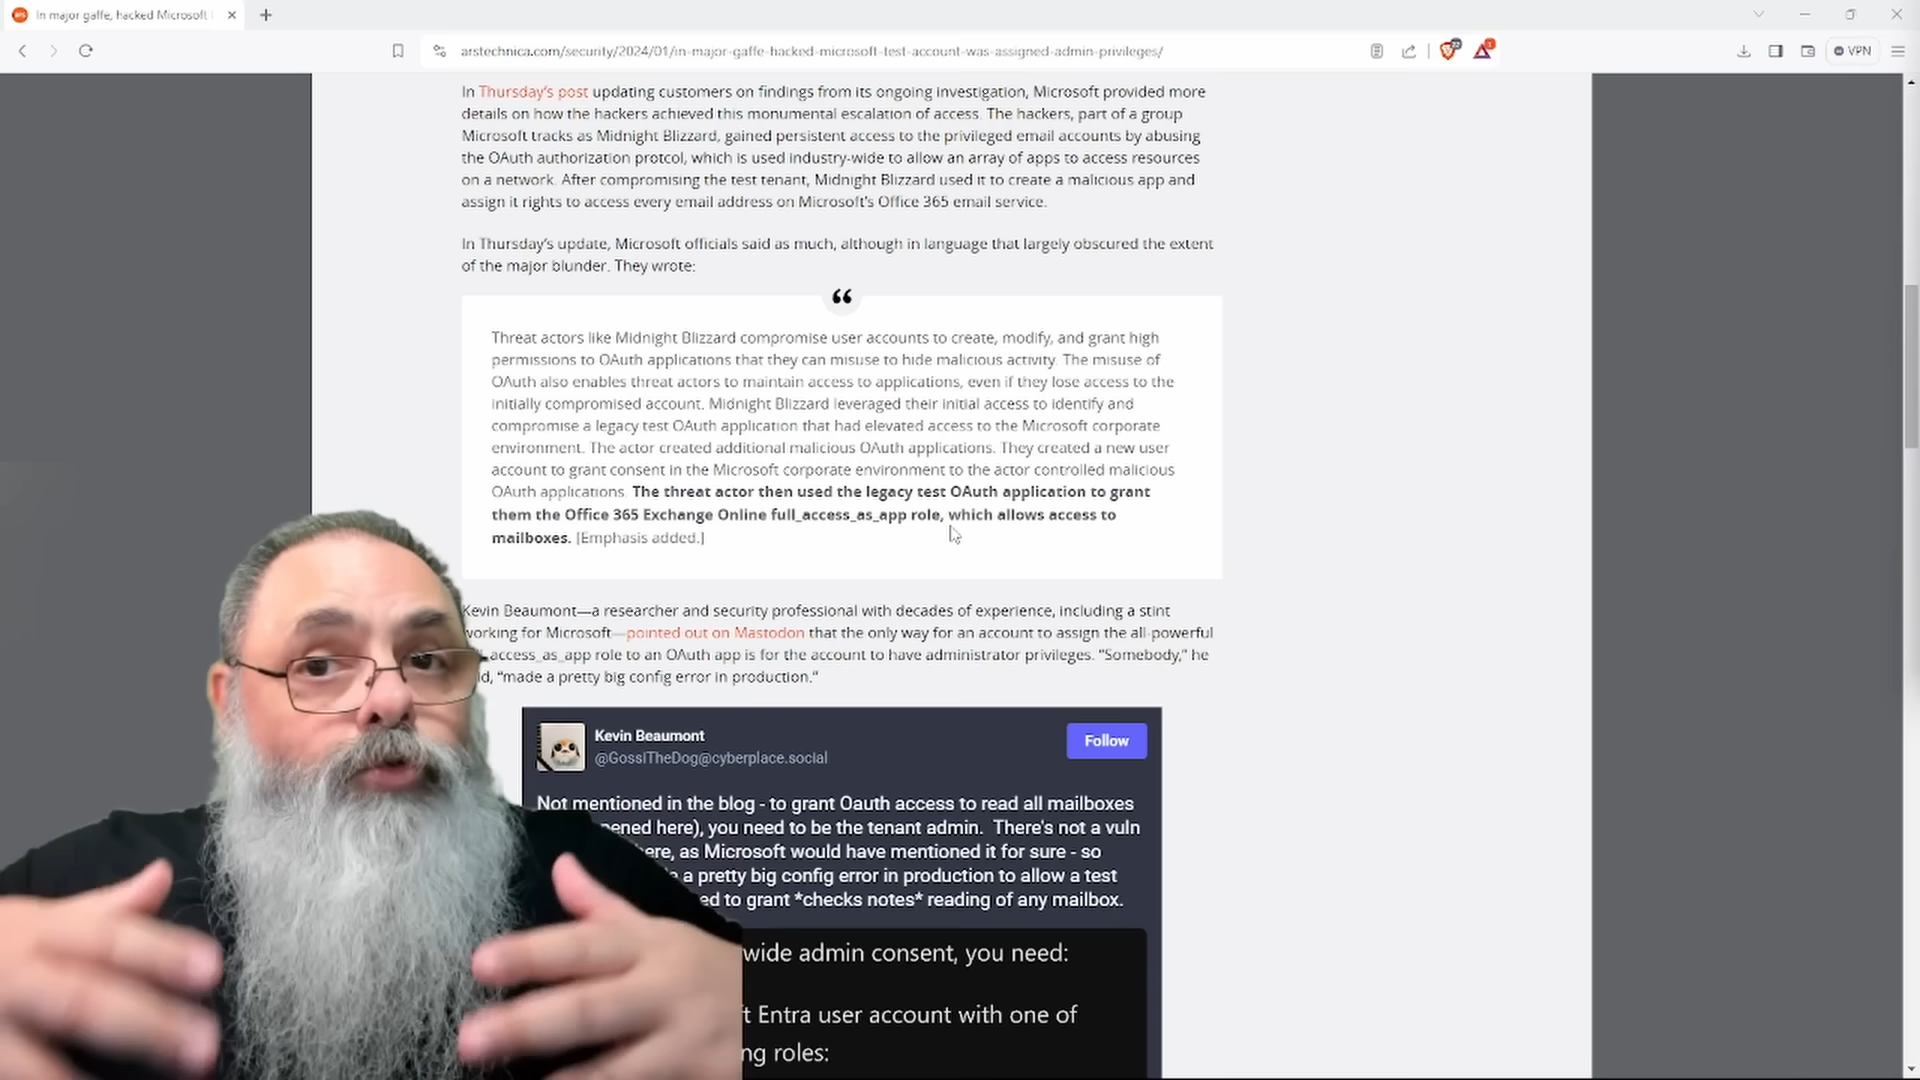 In major gaffe, hacked Microsoft
arstechnica.com/security/2024/01/in-major-gaffe-hacked-microsoft-test-account-was-assigned-admin-privileges/
VPN
In Thursday's post updating customers on findings from its ongoing investigation, Microsoft provided more
details on how the hackers achieved this monumental escalation of access. The hackers, part of a group
Microsoft tracks as Midnight Blizzard, gained persistent access to the privileged email accounts by abusing
the OAuth authorization protcol, which is used industry-wide to allow an array of apps to access resources
on a network. After compromising the test tenant, Midnight Blizzard used it to create a malicious app and
assign it rights to access every email address on Microsoft's Office 365 email service.
In Thursday's update, Microsoft officials said as much, although in language that largely obscured the extent
of the major blunder. They wrote:
“
Threat actors like Midnight Blizzard compromise user accounts to create, modify, and grant high
permissions to OAuth applications that they can misuse to hide malicious activity. The misuse of
OAuth also enables threat actors to maintain access to applications, even if they lose access to the
initially compromised account. Midnight Blizzard leveraged their initial access to identify and
compromise a legacy test OAuth application that had elevated access to the Microsoft corporate
environment. The actor created additional malicious OAuth applications. They created a new user
account to grant consent in the Microsoft corporate environment to the actor controlled malicious
OAuth applications. The threat actor then used the legacy test OAuth application to grant
them the Office 365 Exchange Online full_access_as_app role, which allows access to
mailboxes. [Emphasis added.]
Kevin Beaumont—a researcher and security professional with decades of experience, including a stint
working for Microsoft—pointed out on Mastodon that the only way for an account to assign the all-powerful
_access_as_app role to an OAuth app is for the account to have administrator privileges. "Somebody," he
"made a pretty big config error in production."
Kevin Beaumont
@GossiTheDog@cyberplace.social
Follow
Not mentioned in the blog - to grant Oauth access to read all mailboxes
here), you need to be the tenant admin. There's not a vuln
as Microsoft would have mentioned it for sure - so
a pretty big config error in production to allow a test
to grant *checks notes* reading of any mailbox.
wide admin consent, you need:
Entra user account with one of
roles: